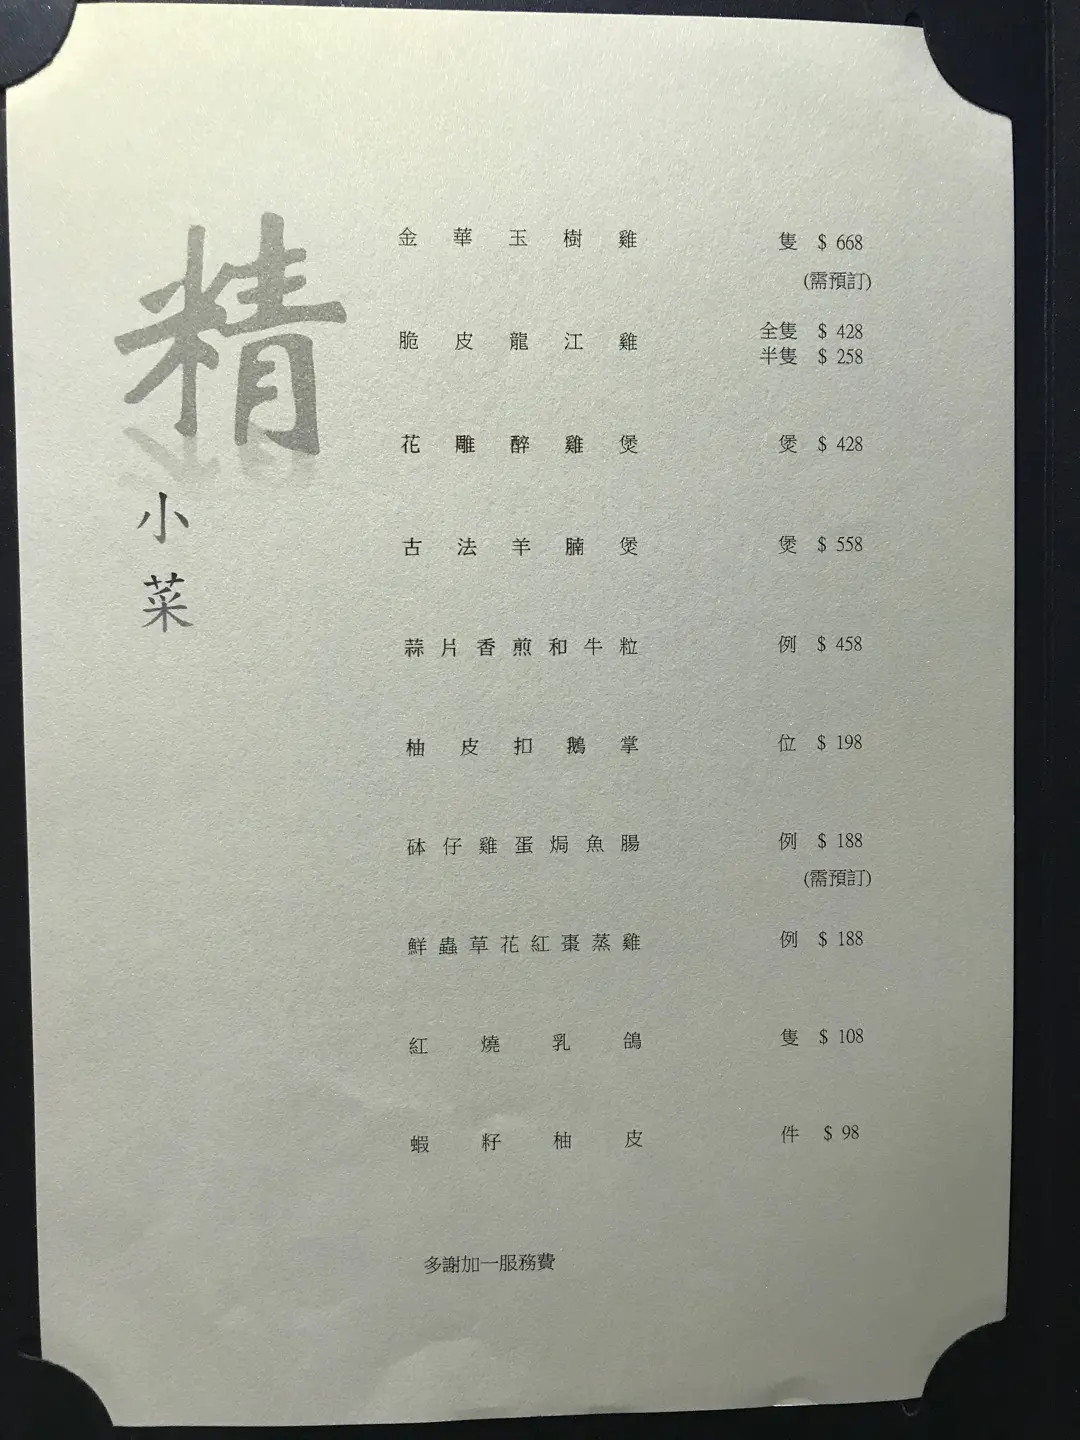 精
小
菜
金華玉樹雞 隻 $ 668
(需預訂)
脆皮龍江雞 全隻 $ 428
半隻 $ 258
花雕醉雞煲 煲 $ 428
古法羊腩煲 煲 $ 558
蒜片香煎和牛粒 例 $ 458
柚皮扣鵝掌 位 $ 198
砵仔雞蛋焗魚腸 例 $ 188
(需預訂)
鮮蟲草花紅棗蒸雞 例 $ 188
紅燒乳鴿 隻 $ 108
蝦籽柚皮 件 $ 98
多謝加一服務費